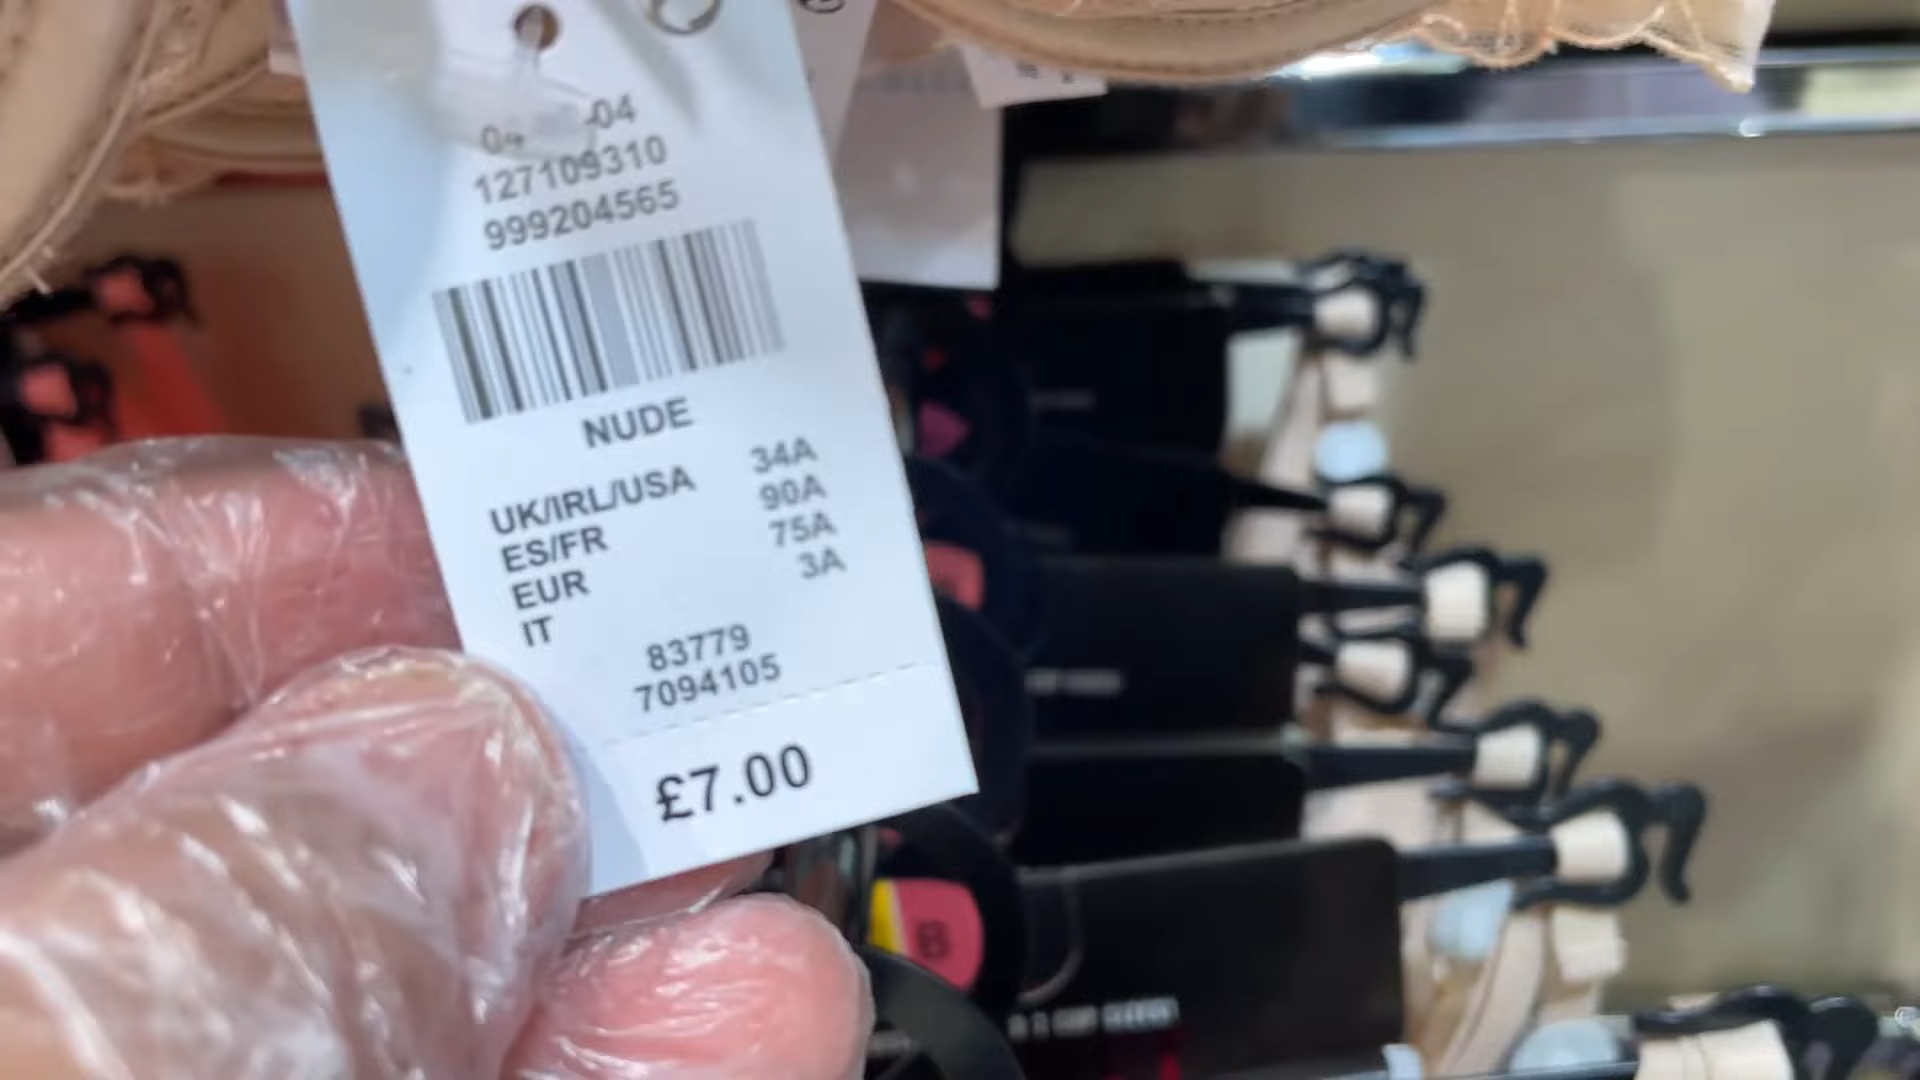 -04
127109310
999204565
NUDE
UK/IRL/USA 34A
ES/FR 90A
EUR 75A
IT 3A
83779
7094105
£7.00
B